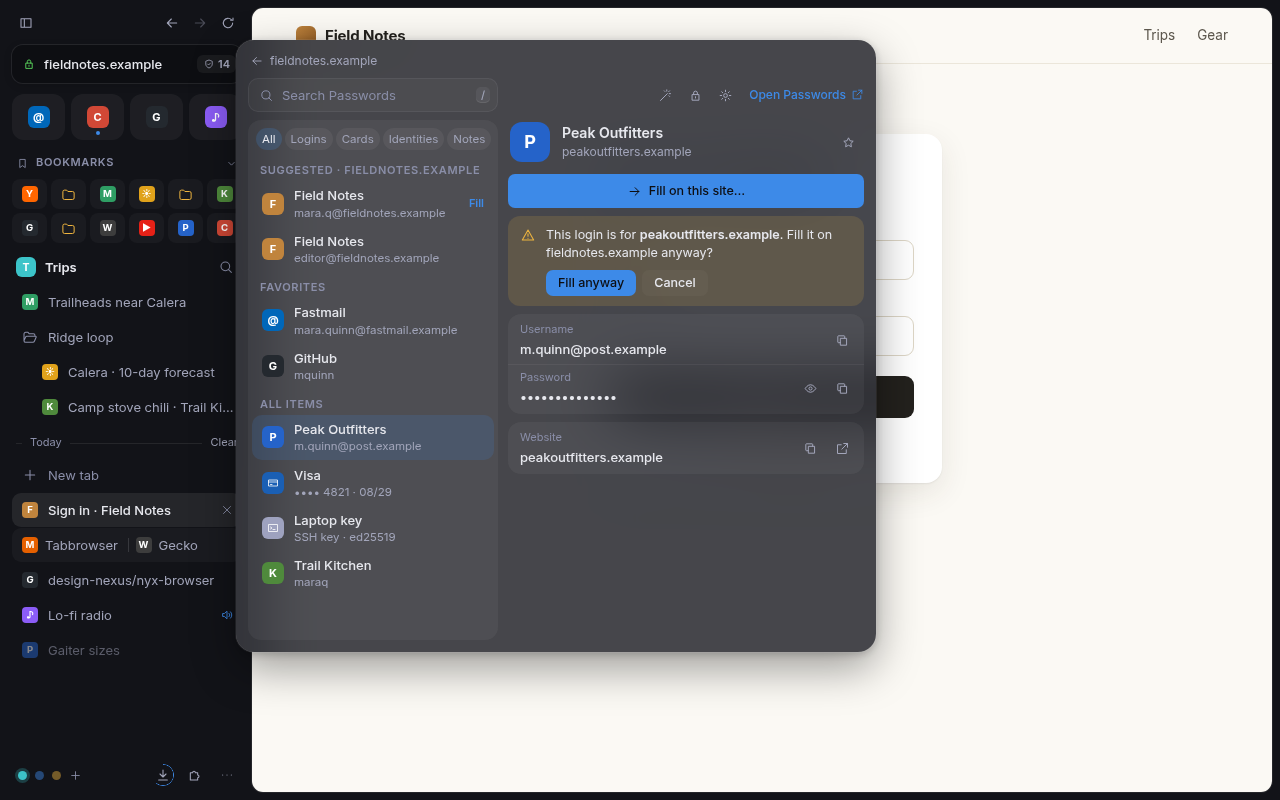 fieldnotes.example
14
@
C
G
BOOKMARKS
Y
M
K
G
W
P
C
T
Trips
M
Trailheads near Calera
Ridge loop
Calera · 10-day forecast
K
Camp stove chili · Trail Ki...
Today
Clear
New tab
F
Sign in · Field Notes
M
Tabbrowser
W
Gecko
G
design-nexus/nyx-browser
Lo-fi radio
P
Gaiter sizes
Field Notes
Trips
Gear
fieldnotes.example
Search Passwords
/
Open Passwords
All
Logins
Cards
Identities
Notes
SUGGESTED · FIELDNOTES.EXAMPLE
F
Field Notes
mara.q@fieldnotes.example
Fill
F
Field Notes
editor@fieldnotes.example
FAVORITES
@
Fastmail
mara.quinn@fastmail.example
G
GitHub
mquinn
ALL ITEMS
P
Peak Outfitters
m.quinn@post.example
Visa
•••• 4821 · 08/29
Laptop key
SSH key · ed25519
K
Trail Kitchen
maraq
P
Peak Outfitters
peakoutfitters.example
→ Fill on this site...
This login is for peakoutfitters.example. Fill it on
fieldnotes.example anyway?
Fill anyway
Cancel
Username
m.quinn@post.example
Password
••••••••••••••
Website
peakoutfitters.example